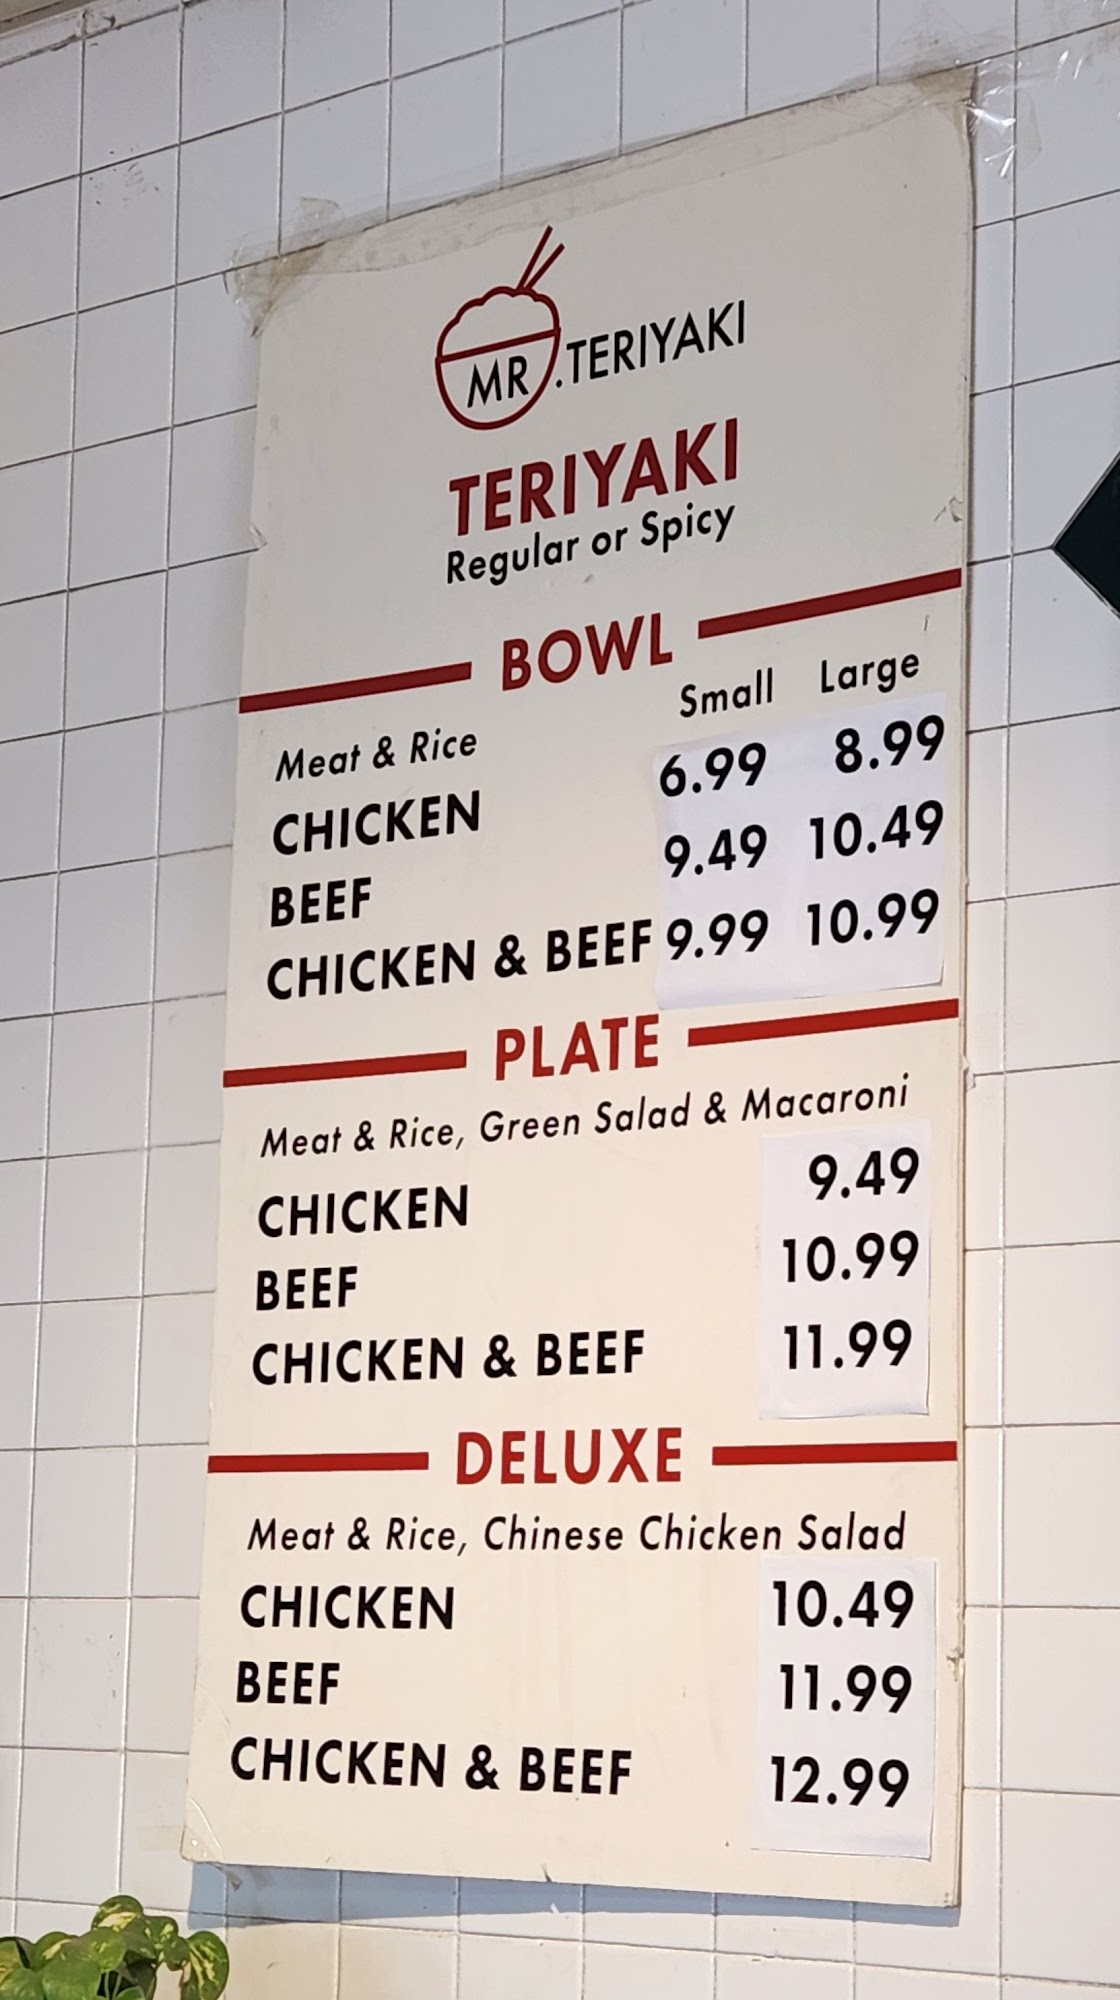 MR.TERIYAKI
TERIYAKI
Regular or Spicy
BOWL
Small Large
Meat & Rice
CHICKEN 6.99 8.99
BEEF 9.49 10.49
CHICKEN & BEEF 9.99 10.99
PLATE
Meat & Rice, Green Salad & Macaroni
CHICKEN 9.49
BEEF 10.99
CHICKEN & BEEF 11.99
DELUXE
Meat & Rice, Chinese Chicken Salad
CHICKEN 10.49
BEEF 11.99
CHICKEN & BEEF 12.99